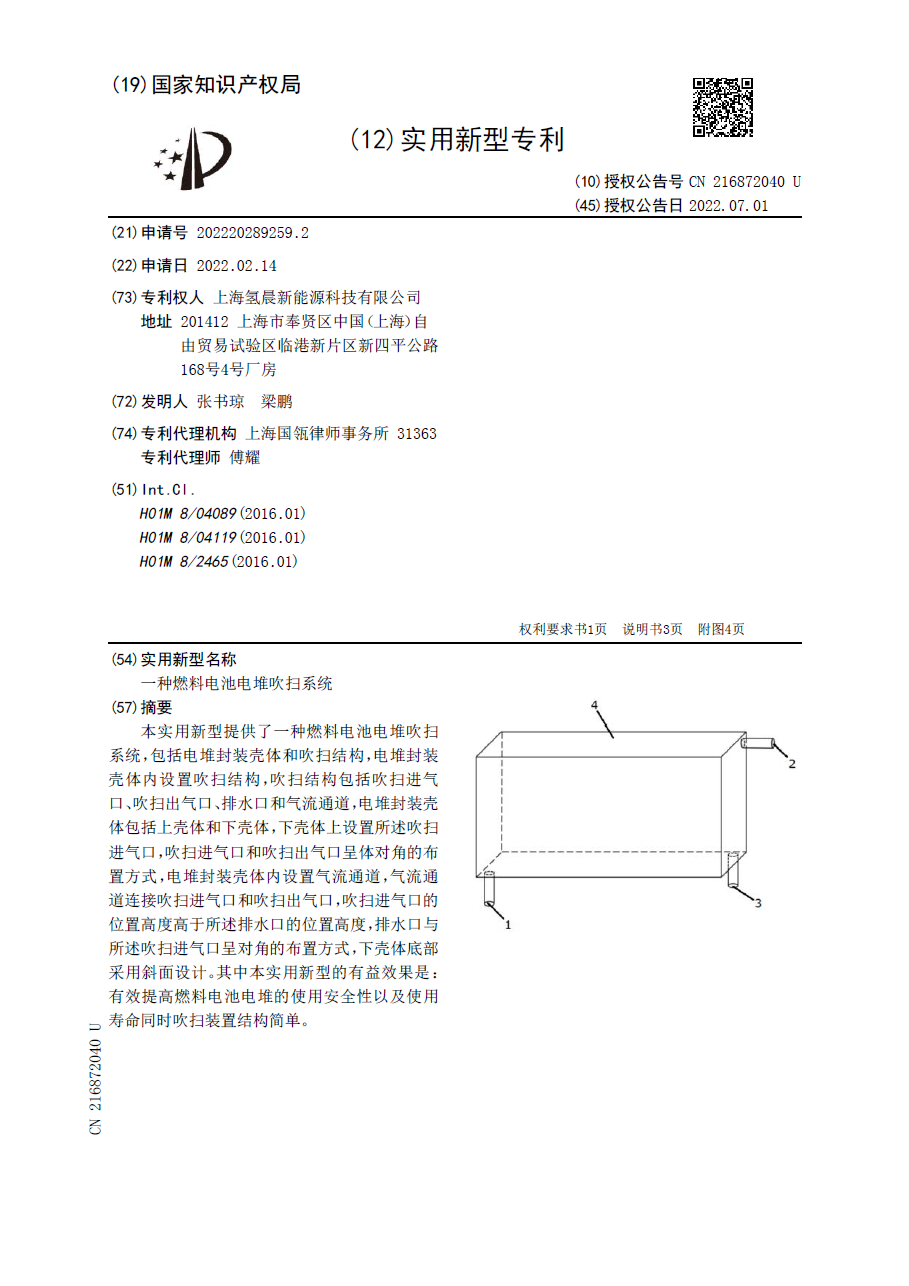 (19)国家知识产权局
(12)实用新型专利
(10)授权公告号 CN 216872040 U
(45)授权公告日 2022.07.01
(21)申请号 202220289259.2
(22)申请日 2022.02.14
(73)专利权人 上海氢晨新能源科技有限公司
地址 201412 上海市奉贤区中国(上海)自
由贸易试验区临港新片区新四平公路
168号4号厂房
(72)发明人 张书琼 梁鹏
(74)专利代理机构 上海国瓴律师事务所 31363
专利代理师 傅耀
(51)Int.Cl.
H01M 8/04089(2016.01)
H01M 8/04119(2016.01)
H01M 8/2465(2016.01)
权利要求书1页 说明书3页 附图4页
(54)实用新型名称
一种燃料电池电堆吹扫系统
(57)摘要
本实用新型提供了一种燃料电池电堆吹扫
系统,包括电堆封装壳体和吹扫结构,电堆封装
壳体内设置吹扫结构,吹扫结构包括吹扫进气
口、吹扫出气口、排水口和气流通道,电堆封装壳
体包括上壳体和下壳体,下壳体上设置所述吹扫
进气口,吹扫进气口和吹扫出气口呈体对角的布
置方式,电堆封装壳体内设置气流通道,气流通
道连接吹扫进气口和吹扫出气口,吹扫进气口的
位置高度高于所述排水口的位置高度,排水口与
所述吹扫进气口呈对角的布置方式,下壳体底部
采用斜面设计。其中本实用新型的有益效果是:
有效提高燃料电池电堆的使用安全性以及使用
寿命同时吹扫装置结构简单。
4
2
3
1
CN 216872040 U